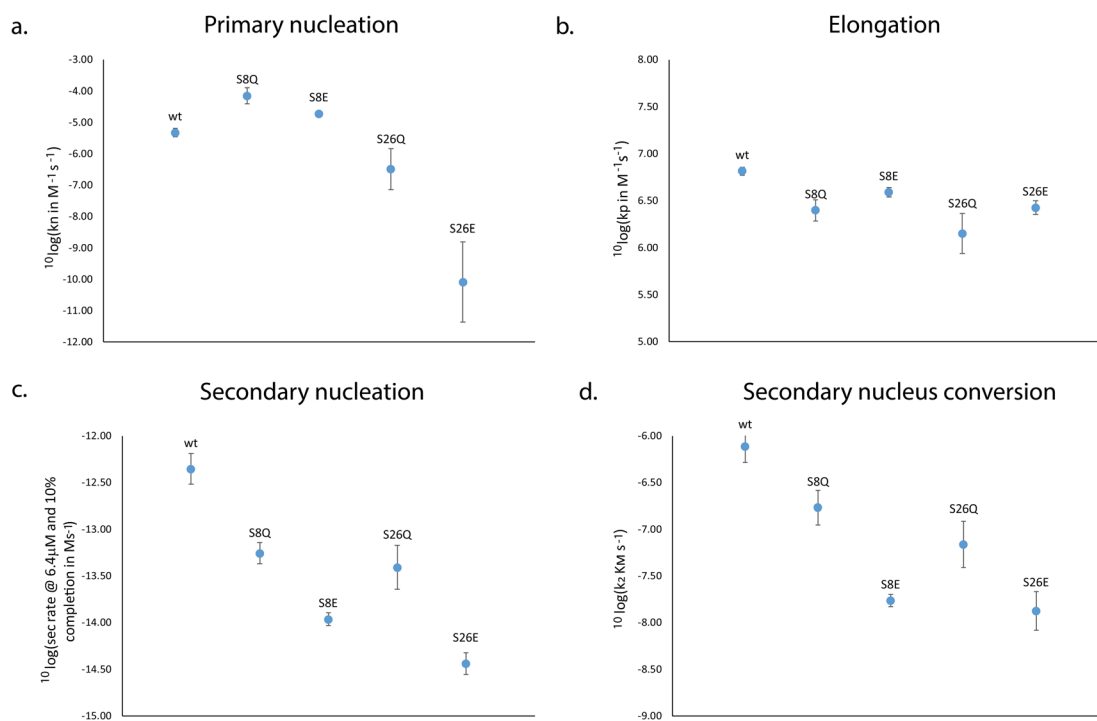 a.
Primary nucleation
-3.00
-4.00
-5.00
-6.00
-7.00
-8.00
-9.00
-10.00
-11.00
-12.00
¹⁰log(kn in M⁻¹s⁻¹)
wt
S8Q
S8E
S26Q
S26E
b.
Elongation
8.00
7.50
7.00
6.50
6.00
5.50
5.00
¹⁰log(kp in M⁻¹s⁻¹)
wt
S8Q
S8E
S26Q
S26E
c.
Secondary nucleation
-12.00
-12.50
-13.00
-13.50
-14.00
-14.50
-15.00
¹⁰log(sec rate @ 6.4µM and 10%
completion in Ms⁻¹)
wt
S8Q
S8E
S26Q
S26E
d.
Secondary nucleus conversion
-6.00
-6.50
-7.00
-7.50
-8.00
-8.50
-9.00
¹⁰log(k₂ KM s⁻¹)
wt
S8Q
S8E
S26Q
S26E